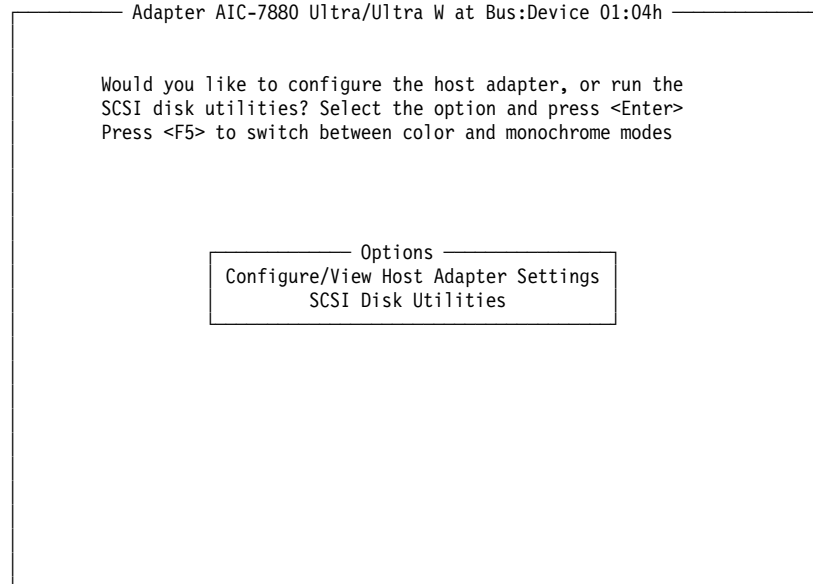 Adapter AIC-7880 Ultra/Ultra W at Bus:Device 01:04h
Would you like to configure the host adapter, or run the
SCSI disk utilities? Select the option and press <Enter>
Press <F5> to switch between color and monochrome modes
Options
Configure/View Host Adapter Settings
SCSI Disk Utilities